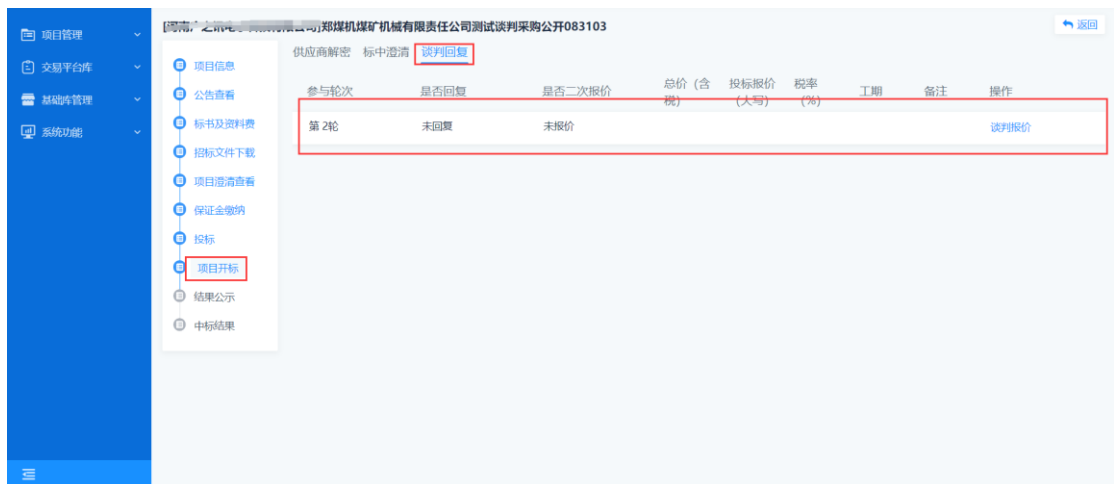 项目管理
交易平台库
基础库管理
系统功能
郑煤机煤矿机械有限责任公司测试谈判采购公开083103
返回
项目信息
公告查看
标书及资料费
招标文件下载
项目澄清查看
保证金缴纳
投标
项目开标
结果公示
中标结果
供应商解密 标中澄清 谈判回复
参与轮次 是否回复 是否二次报价 总价（含税） 投标报价（大写） 税率（%） 工期 备注 操作
第 2轮 未回复 未报价 谈判报价